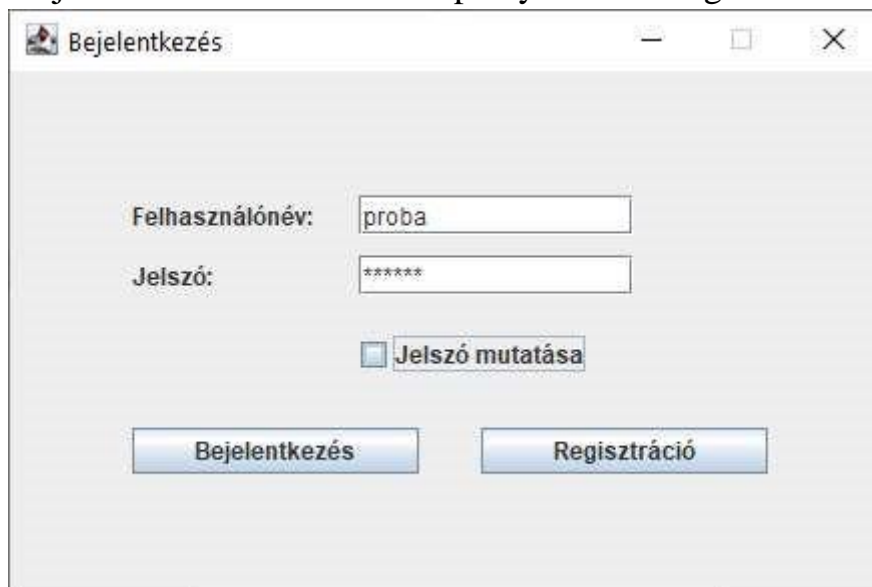 Bejelentkezés
Felhasználónév: proba
Jelszó: ******
Jelszó mutatása
Bejelentkezés Regisztráció